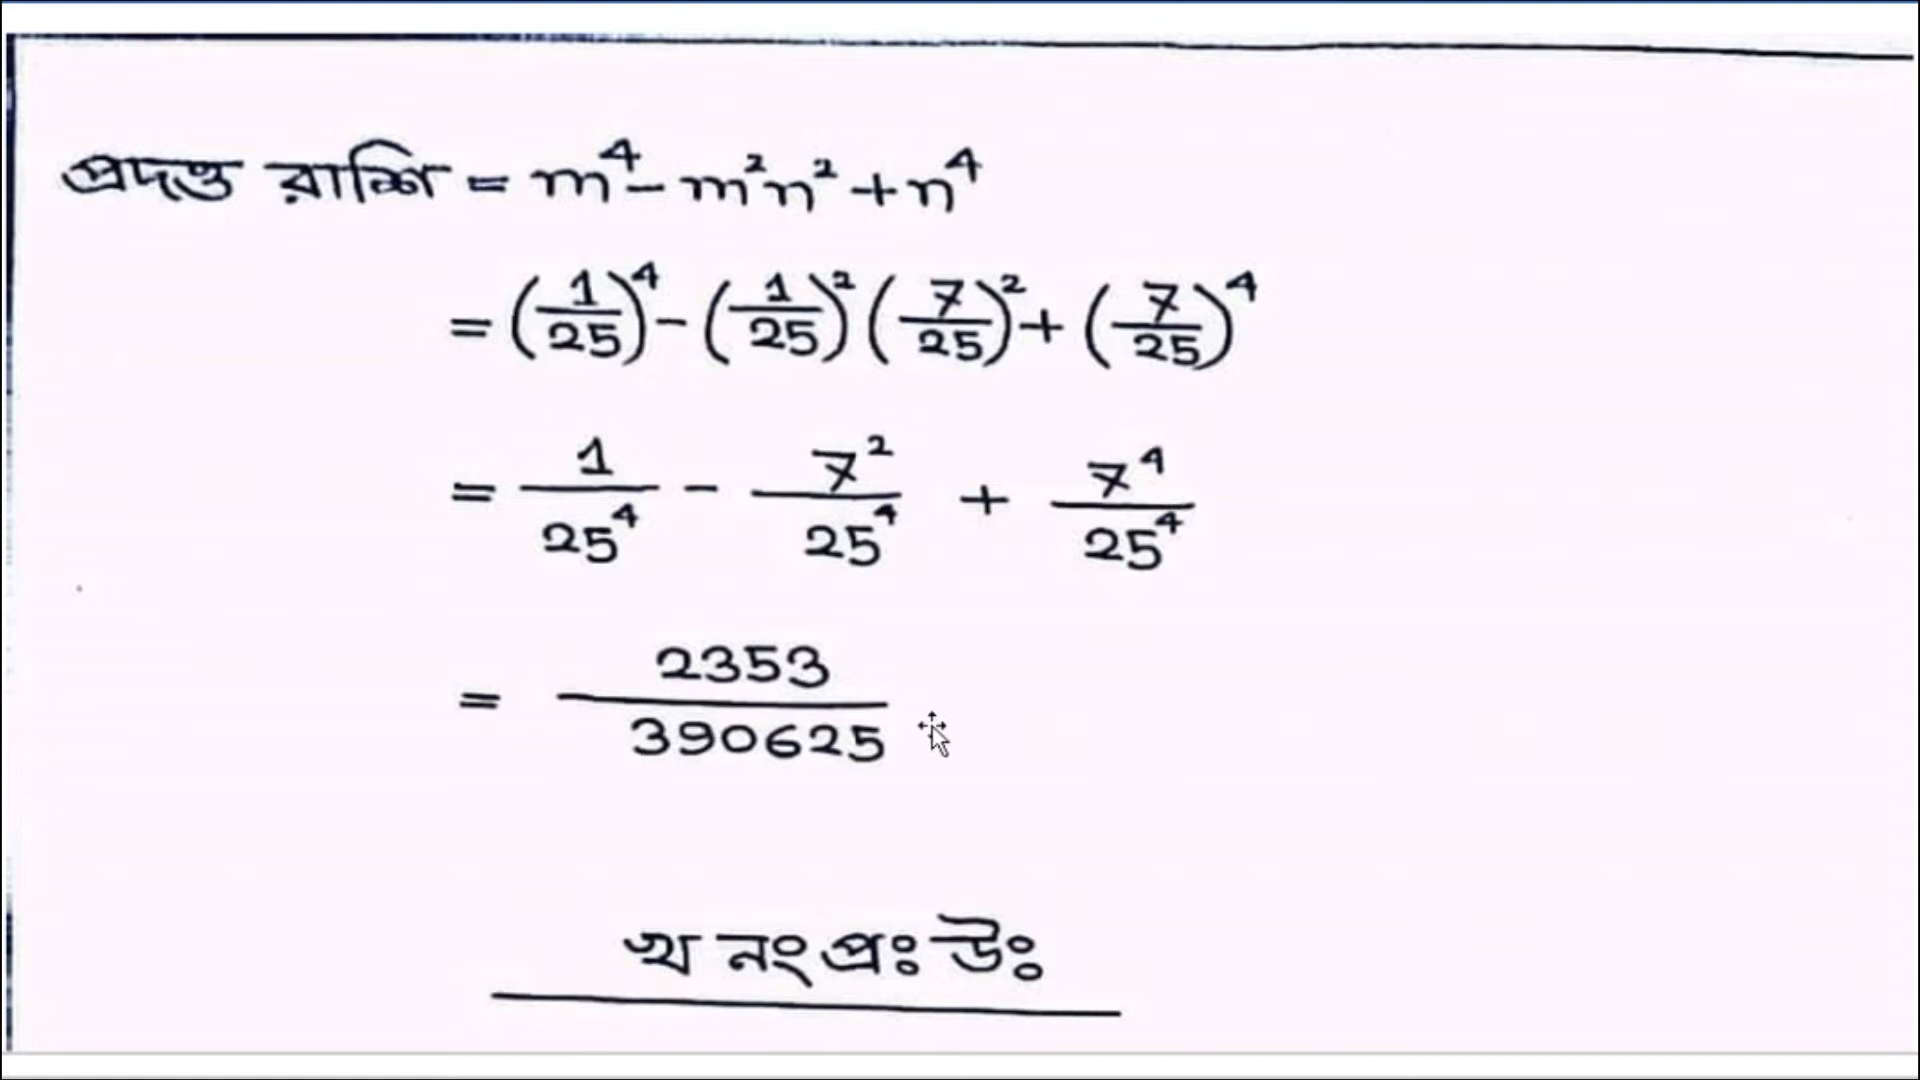 প্রদত্ত রাশি = m⁴ - m²n² + n⁴
= (1/25)⁴ - (1/25)² (7/25)² + (7/25)⁴
= 1/25⁴ - 7²/25⁴ + 7⁴/25⁴
= 2353/390625
খ নং প্রঃ উঃ